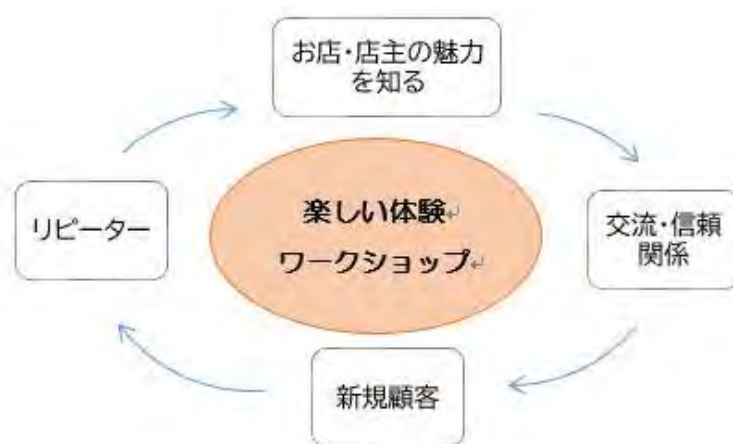 お店・店主の魅力
を知る
交流・信頼
関係
新規顧客
リピーター
楽しい体験
ワークショップ